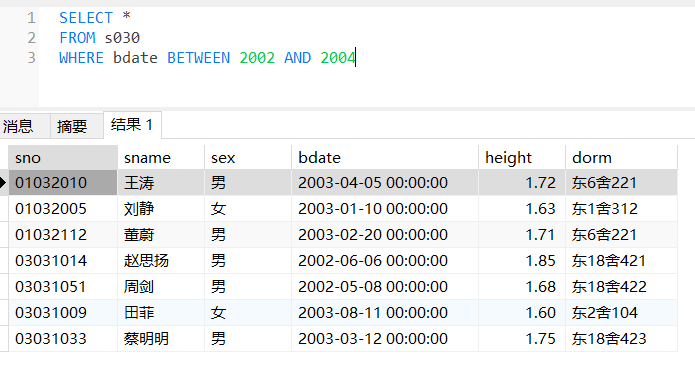 1 SELECT *
2 FROM s030
3 WHERE bdate BETWEEN 2002 AND 2004
消息 摘要 结果 1
sno sname sex bdate height dorm
01032010 王涛 男 2003-04-05 00:00:00 1.72 东6舍221
01032005 刘静 女 2003-01-10 00:00:00 1.63 东1舍312
01032112 董蔚 男 2003-02-20 00:00:00 1.71 东6舍221
03031014 赵思扬 男 2002-06-06 00:00:00 1.85 东18舍421
03031051 周剑 男 2002-05-08 00:00:00 1.68 东18舍422
03031009 田菲 女 2003-08-11 00:00:00 1.60 东2舍104
03031033 蔡明明 男 2003-03-12 00:00:00 1.75 东18舍423